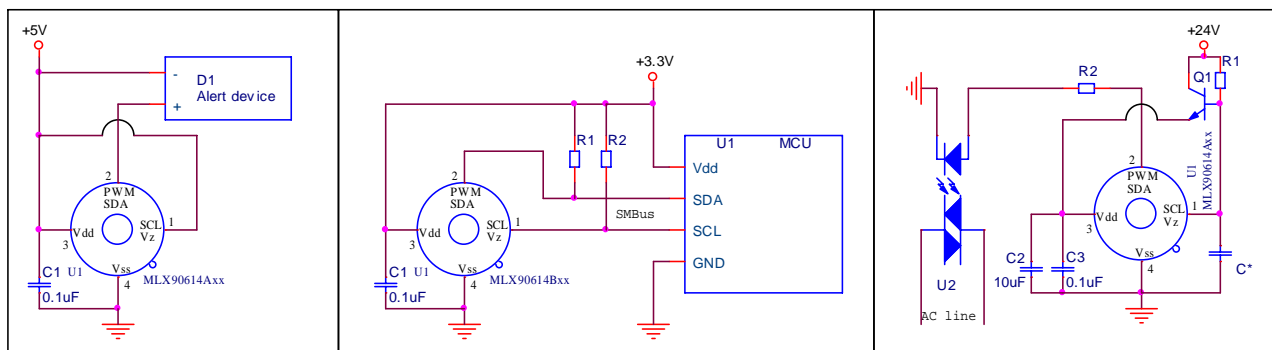 +5V
-
D1
Alert device
+
2
PWM
SDA
SCL
Vz
1
Vdd
3
Vss
4
C1
U1
0.1uF
MLX90614Axx
+3.3V
R1
R2
U1
MCU
Vdd
SDA
SCL
GND
SMBus
2
PWM
SDA
SCL
Vz
1
Vdd
3
Vss
4
C1
U1
0.1uF
MLX90614Bxx
+24V
R1
Q1
R2
U1
MLX90614Axx
2
PWM
SDA
SCL
Vz
1
Vdd
3
Vss
4
C2
10uF
C3
0.1uF
C*
U2
AC line